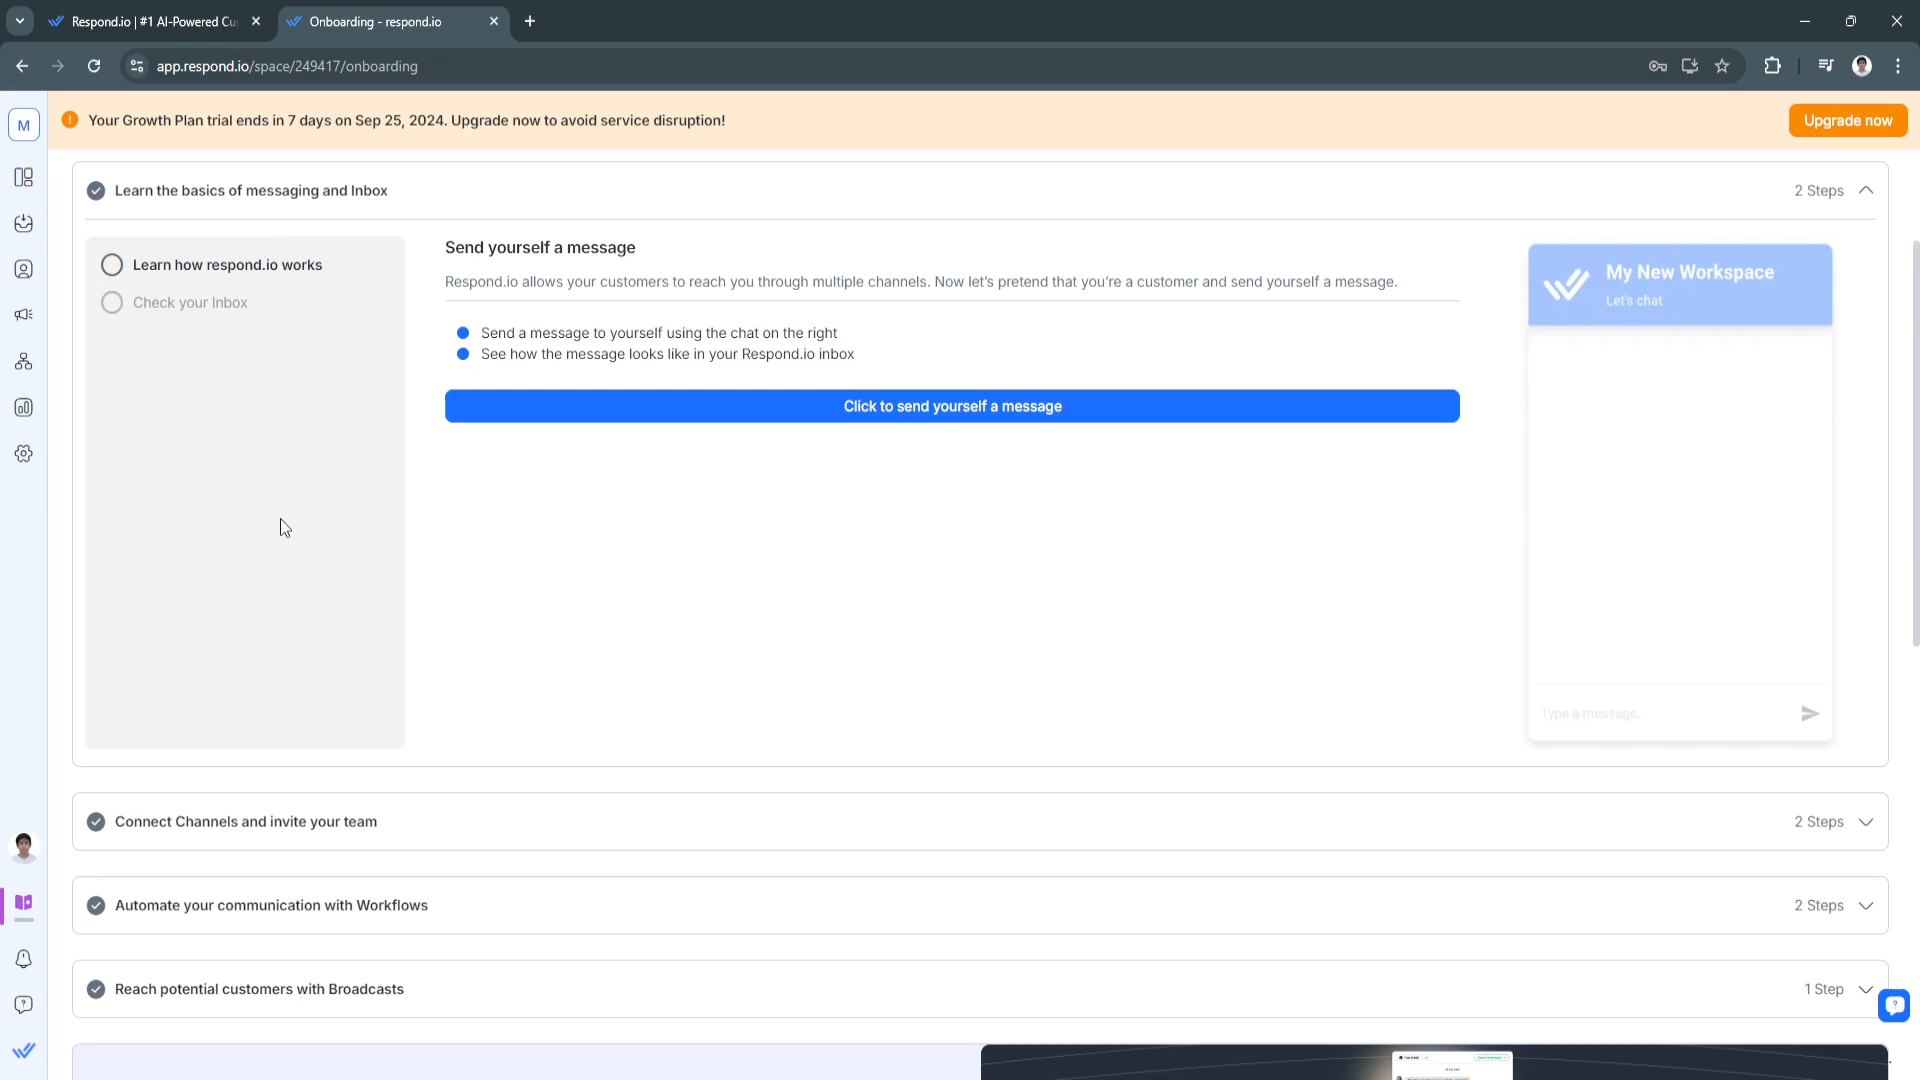 Respond.io | #1 AI-Powered Cu
Onboarding - respond.io
app.respond.io/space/249417/onboarding
M
Your Growth Plan trial ends in 7 days on Sep 25, 2024. Upgrade now to avoid service disruption!
Upgrade now
Learn the basics of messaging and Inbox
2 Steps
Learn how respond.io works
Check your Inbox
Send yourself a message
Respond.io allows your customers to reach you through multiple channels. Now let's pretend that you're a customer and send yourself a message.
Send a message to yourself using the chat on the right
See how the message looks like in your Respond.io inbox
Click to send yourself a message
My New Workspace
Let's chat
Type a message...
Connect Channels and invite your team
2 Steps
Automate your communication with Workflows
2 Steps
Reach potential customers with Broadcasts
1 Step